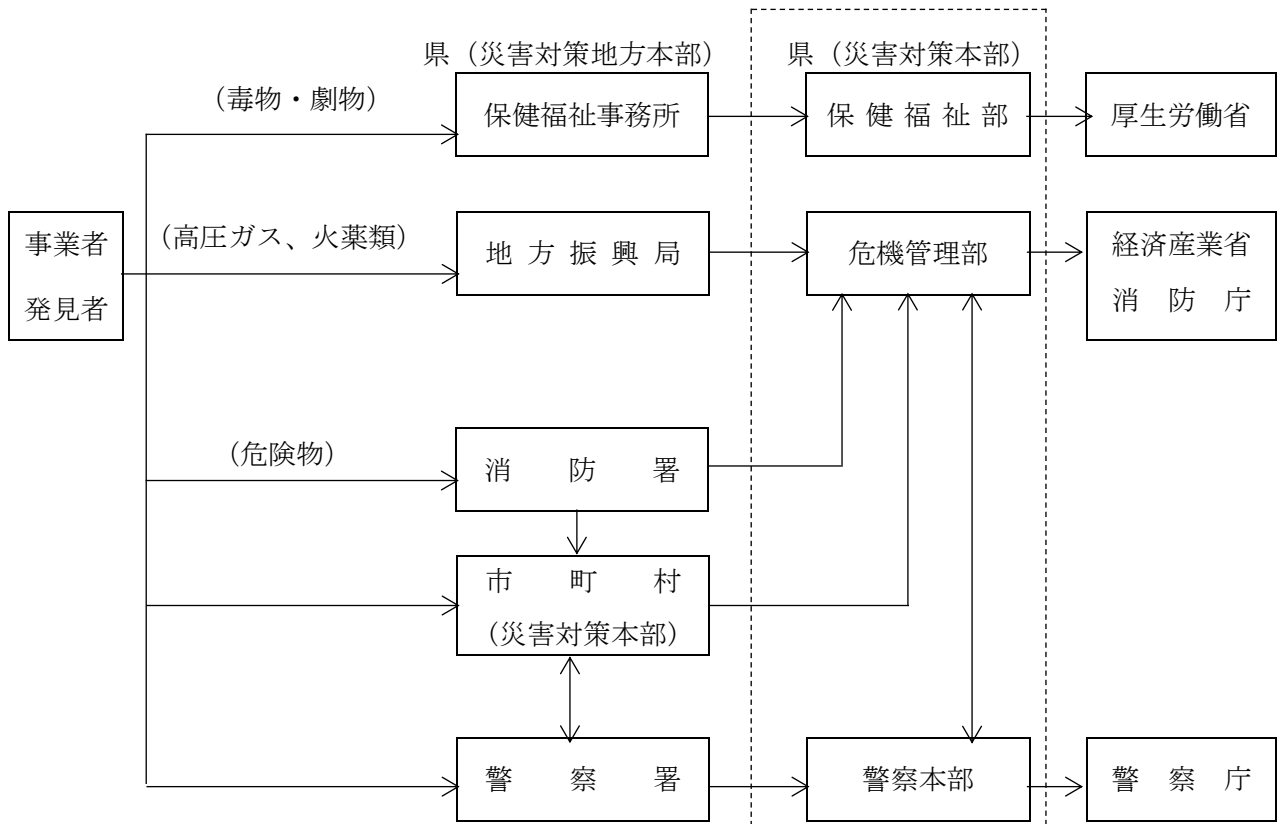 県（災害対策地方本部）
県（災害対策本部）
（毒物・劇物）
保健福祉事務所
保健福祉部
厚生労働省
事業者
発見者
（高圧ガス、火薬類）
地方振興局
危機管理部
経済産業省
消防庁
（危険物）
消防署
市町村
（災害対策本部）
警察署
警察本部
警察庁